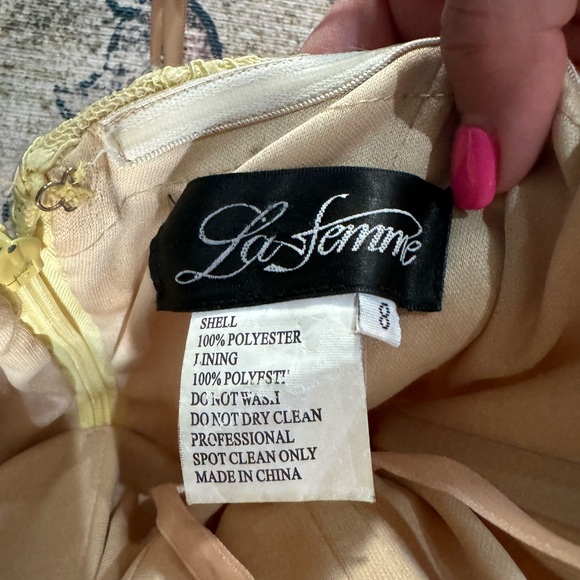 La Femme
8
SHELL
100% POLYESTER
LINING
100% POLYEST
DO NOT WASH
DO NOT DRY CLEAN
PROFESSIONAL
SPOT CLEAN ONLY
MADE IN CHINA